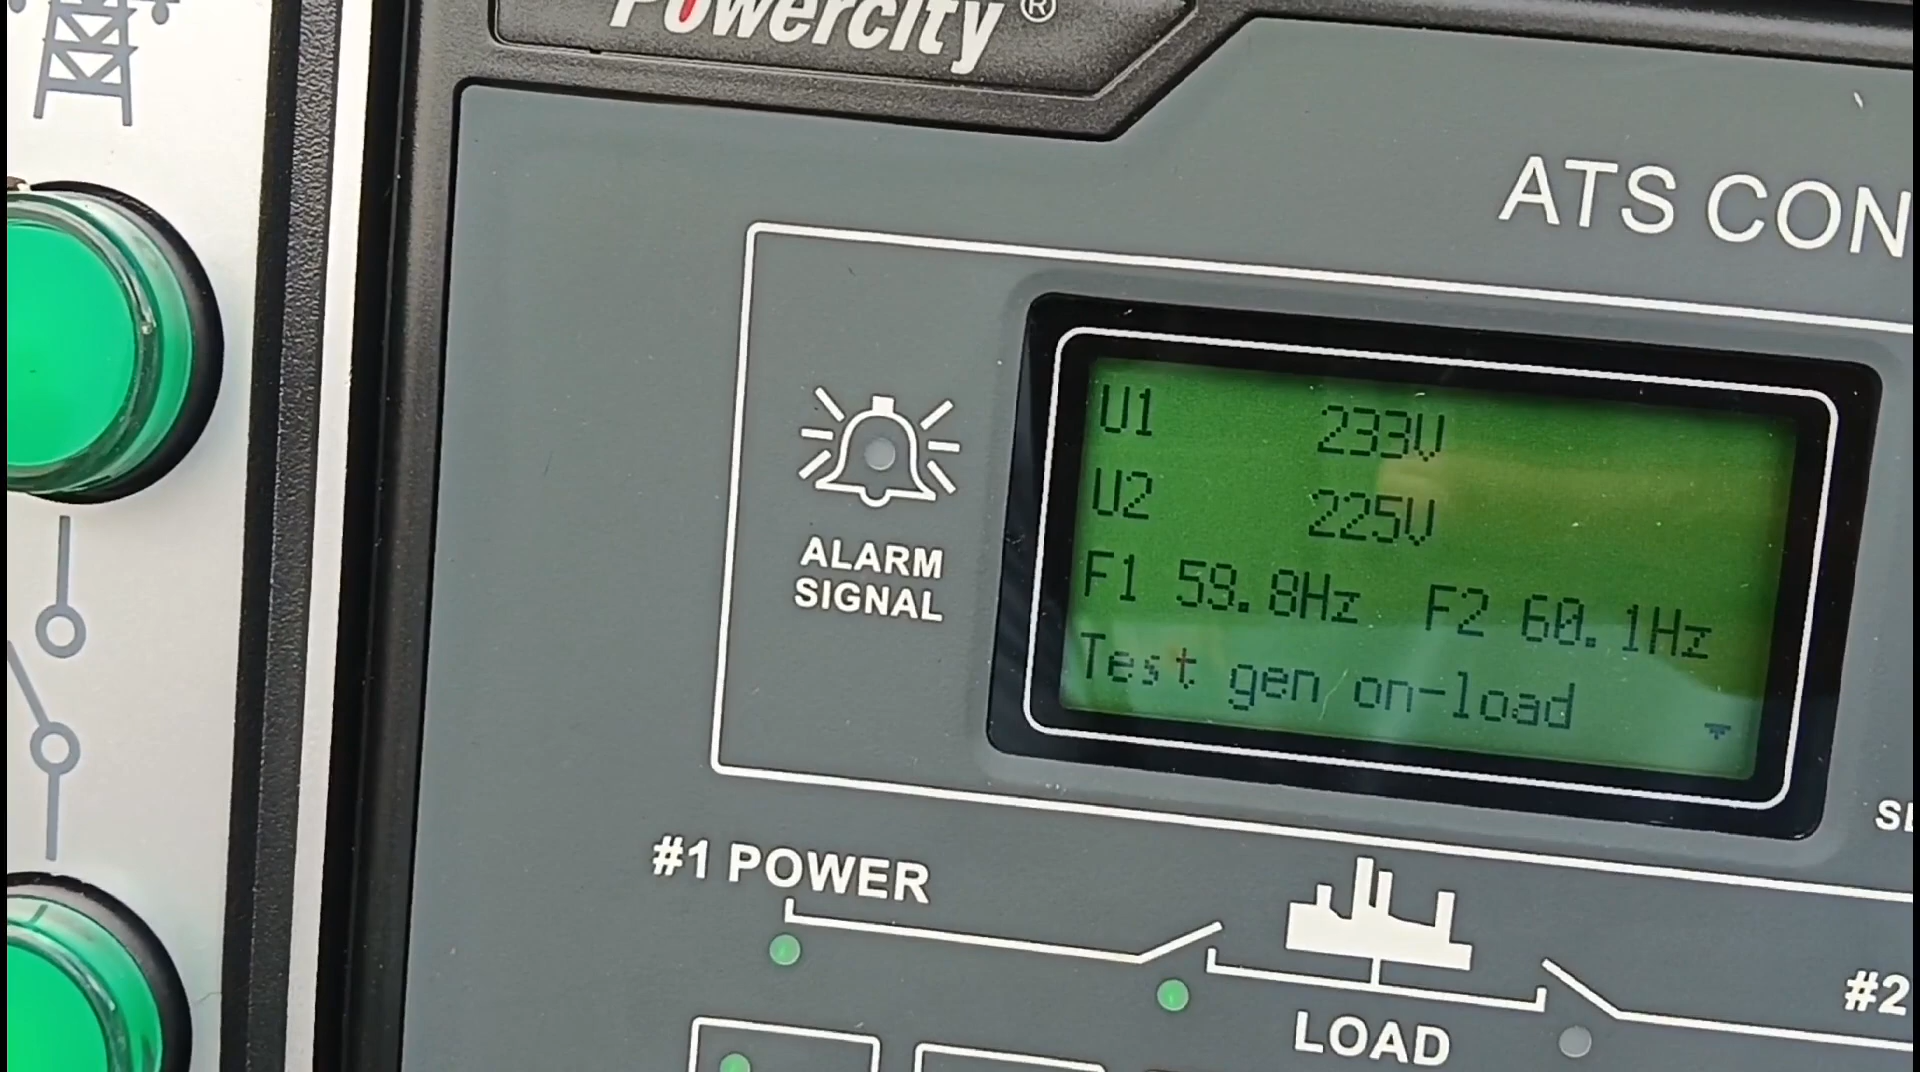 Powercity®
ATS CON
U1 233V
U2 225V
F1 59.8Hz F2 60.1Hz
Test gen on-load
ALARM
SIGNAL
#1 POWER
#2
LOAD